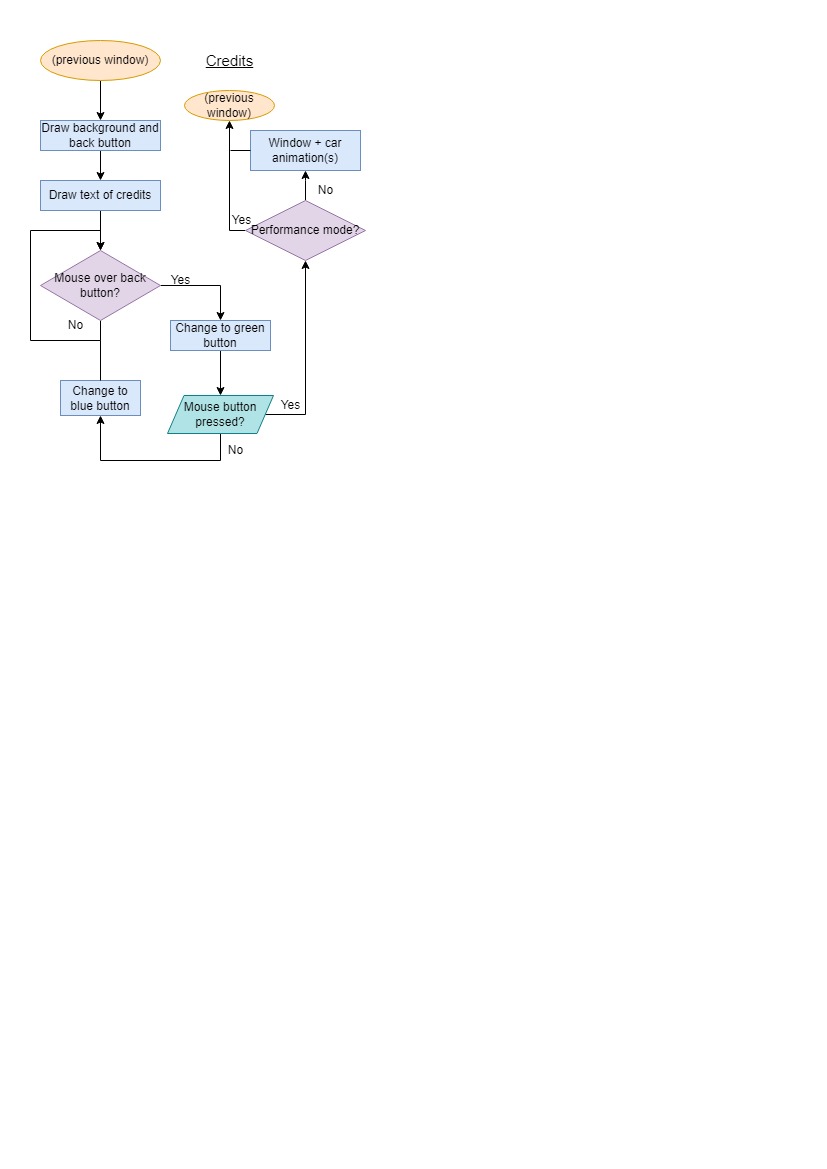 (previous window)
Credits
(previous
window)
Draw background and
back button
Window + car
animation(s)
Draw text of credits
No
Yes
Performance mode?
Mouse over back
button?
Yes
No
Change to green
button
Change to
blue button
Mouse button
pressed?
Yes
No